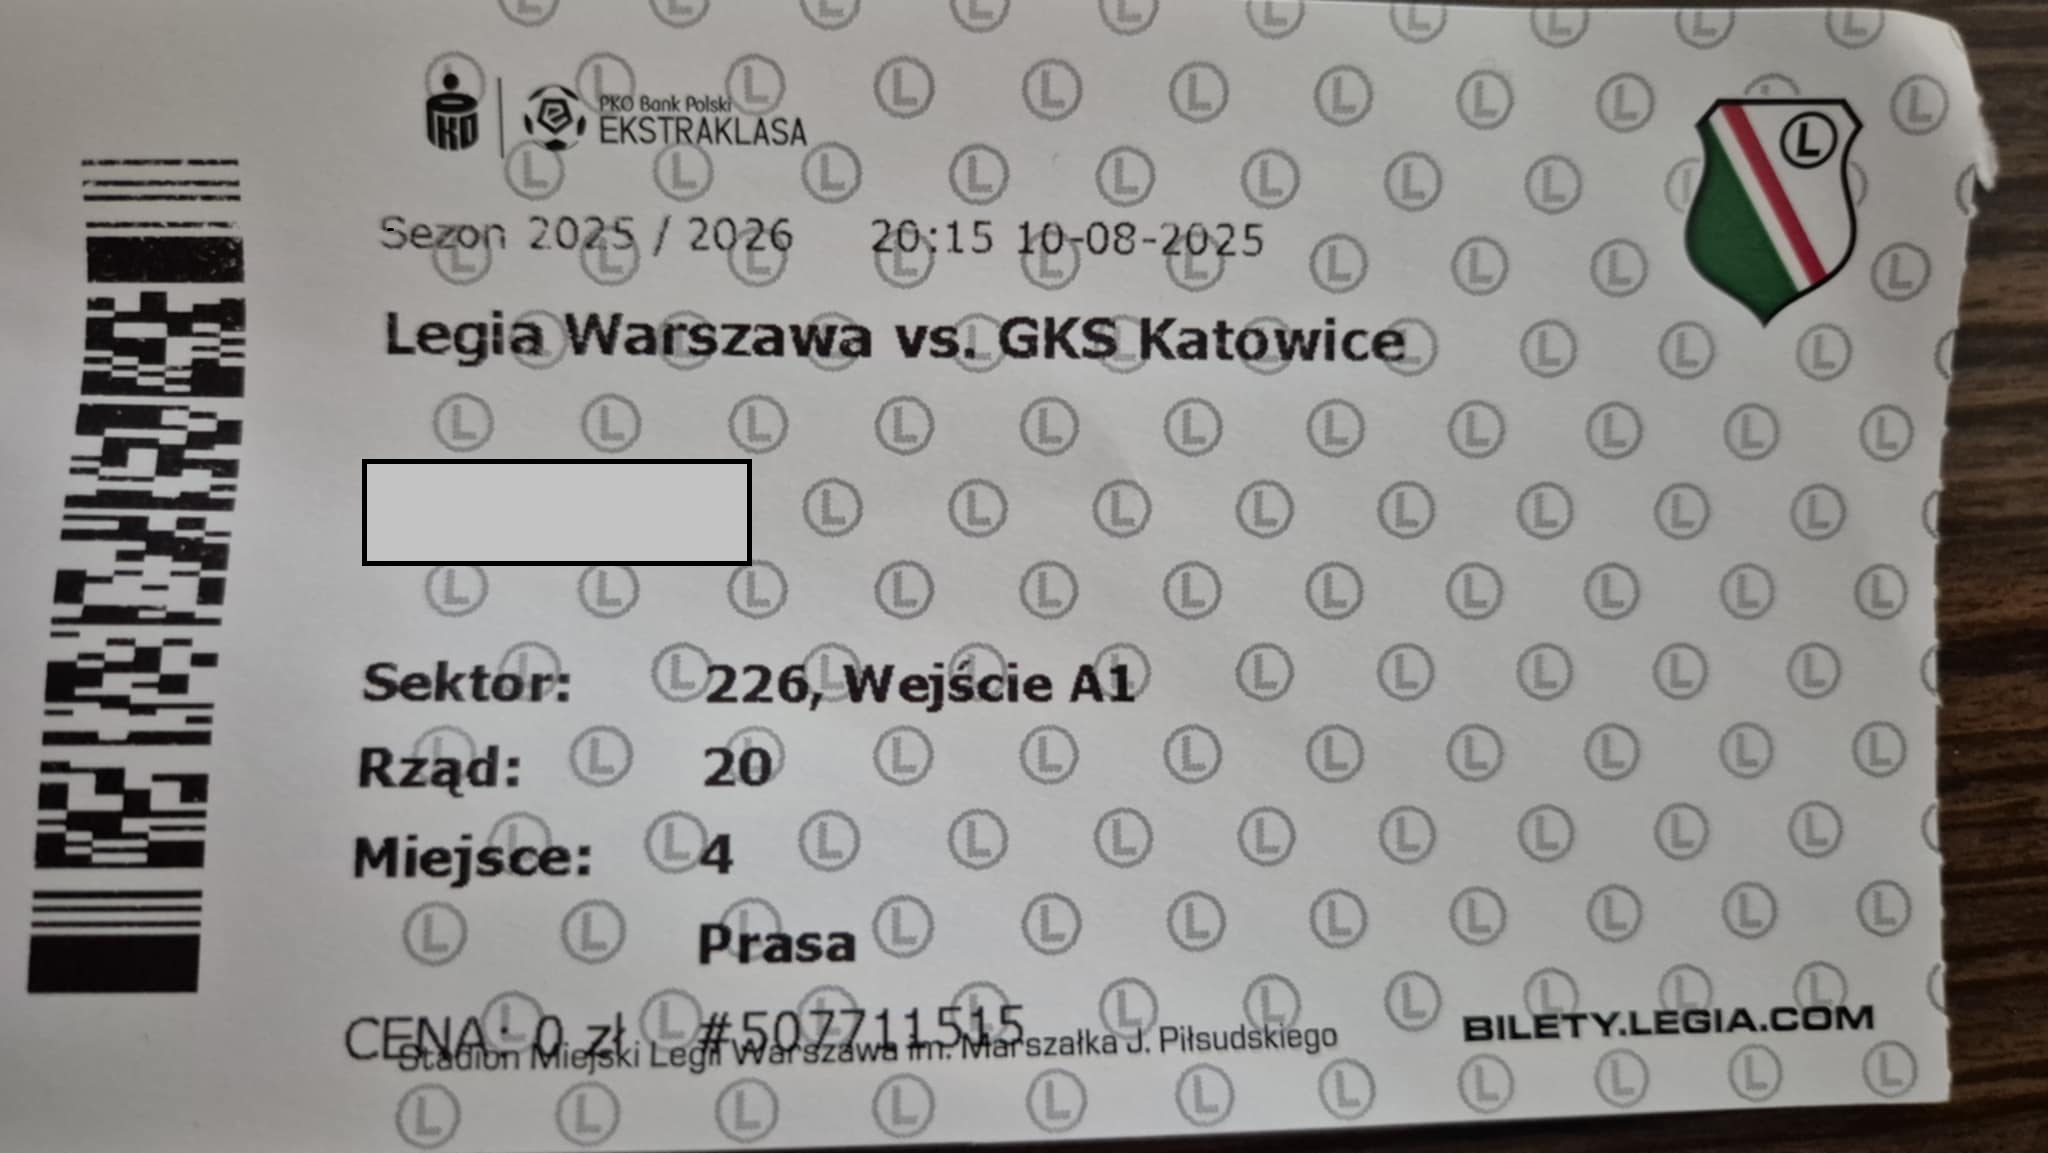 PKO Bank Polski
EKSTRAKLASA
Sezon 2025 / 2026 20:15 10-08-2025
Legia Warszawa vs. GKS Katowice
Sektor: 226, Wejście A1
Rząd: 20
Miejsce: 4
Prasa
CENA: 0 zł #507711515
Stadion Miejski Legii Warszawa im. Marszałka J. Piłsudskiego
BILETY.LEGIA.COM